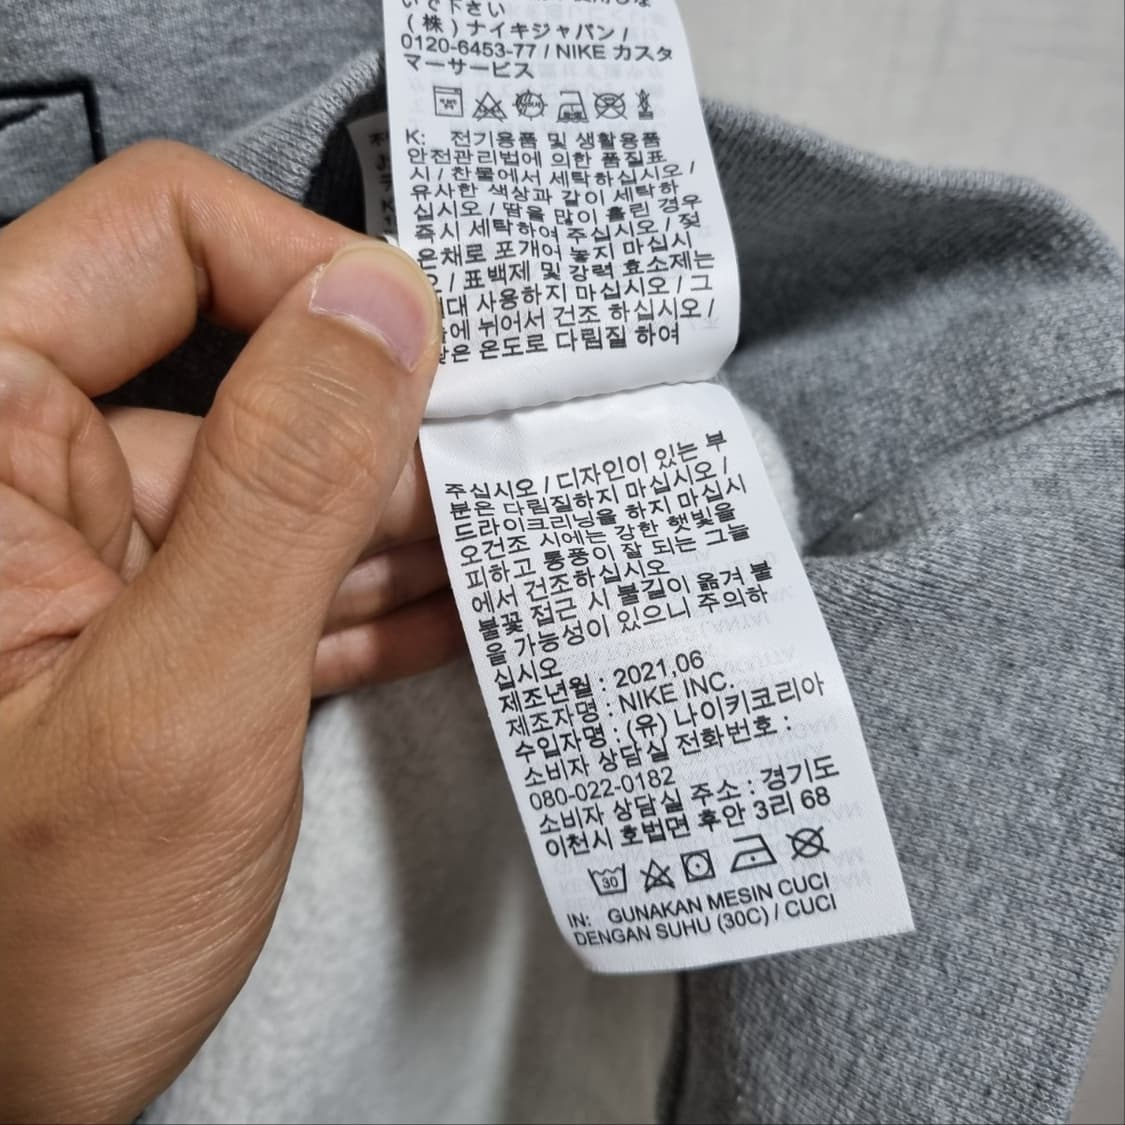 いで下さい
(株)ナイキジャパン /
0120-6453-77 / NIKE カスタ
マーサービス
K: 전기용품 및 생활용품
안전관리법에 의한 품질표
시 / 찬물에서 세탁하십시오 /
유사한 색상과 같이 세탁하
십시오 / 땀을 많이 흘린 경우
즉시 세탁하여 주십시오 / 젖
은채로 포개어 놓지 마십시
오 / 표백제 및강력 효소제는
사용하지 마십시오 / 그
뉘어서 건조 하십시오 /
온도로 다림질 하여
주십시오 / 디자인이 있는 부
분은 다림질하지 마십시오 /
드라이크리닝을 하지 마십시
오건조 시에는 강한 햇빛을
피하고 통풍이 잘 되는 그늘
에서 건조하십시오
불꽃 접근 시 불길이 옮겨 붙
을 가능성이 있으니 주의하
십시오
제조년월 : 2021,06
제조자명 : NIKE INC,
수입자명 : (유) 나이키코리아
소비자 상담실 전화번호 :
080-022-0182
소비자 상담실 주소 : 경기도
이천시 호법면 후안 3리 68
30
IN: GUNAKAN MESIN CUCI
DENGAN SUHU (30C) / CUCI